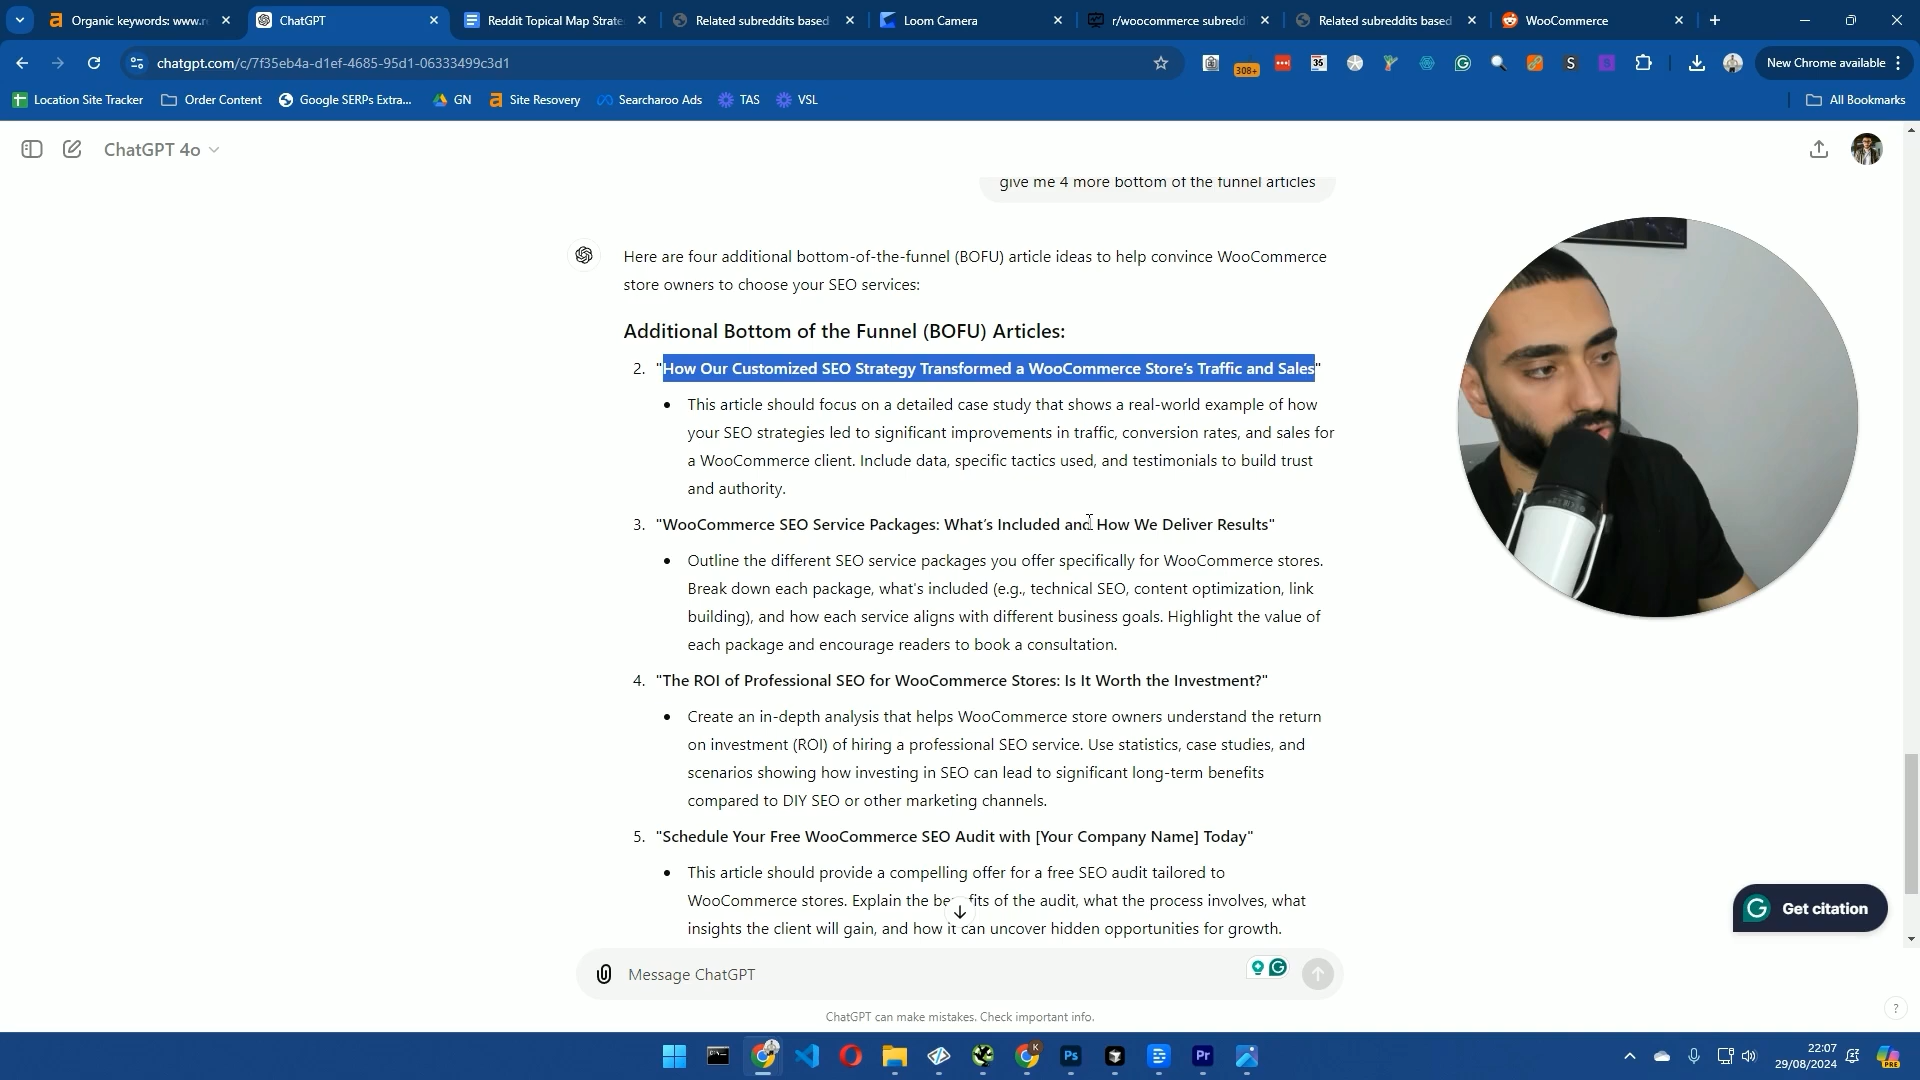 Organic keywords: www.r
ChatGPT
Reddit Topical Map Strate
Related subreddits based
Loom Camera
r/woocommerce subredd
Related subreddits based
WooCommerce
chatgpt.com/c/7f35eb4a-d1ef-4685-95d1-06333499c3d1
308+
35
S
New Chrome available
Location Site Tracker
Order Content
Google SERPs Extra...
GN
Site Recovery
Searcharoo Ads
TAS
VSL
All Bookmarks
ChatGPT 4o
give me 4 more bottom of the funnel articles
Here are four additional bottom-of-the-funnel (BOFU) article ideas to help convince WooCommerce
store owners to choose your SEO services:
Additional Bottom of the Funnel (BOFU) Articles:
2. "How Our Customized SEO Strategy Transformed a WooCommerce Store's Traffic and Sales"
• This article should focus on a detailed case study that shows a real-world example of how
your SEO strategies led to significant improvements in traffic, conversion rates, and sales for
a WooCommerce client. Include data, specific tactics used, and testimonials to build trust
and authority.
3. "WooCommerce SEO Service Packages: What's Included and How We Deliver Results"
• Outline the different SEO service packages you offer specifically for WooCommerce stores.
Break down each package, what's included (e.g., technical SEO, content optimization, link
building), and how each service aligns with different business goals. Highlight the value of
each package and encourage readers to book a consultation.
4. "The ROI of Professional SEO for WooCommerce Stores: Is It Worth the Investment?"
• Create an in-depth analysis that helps WooCommerce store owners understand the return
on investment (ROI) of hiring a professional SEO service. Use statistics, case studies, and
scenarios showing how investing in SEO can lead to significant long-term benefits
compared to DIY SEO or other marketing channels.
5. "Schedule Your Free WooCommerce SEO Audit with [Your Company Name] Today"
• This article should provide a compelling offer for a free SEO audit tailored to
WooCommerce stores. Explain the benefits of the audit, what the process involves, what
insights the client will gain, and how it can uncover hidden opportunities for growth.
Get citation
Message ChatGPT
ChatGPT can make mistakes. Check important info.
?
K
Ps
Pr
22:07
29/08/2024
PRE